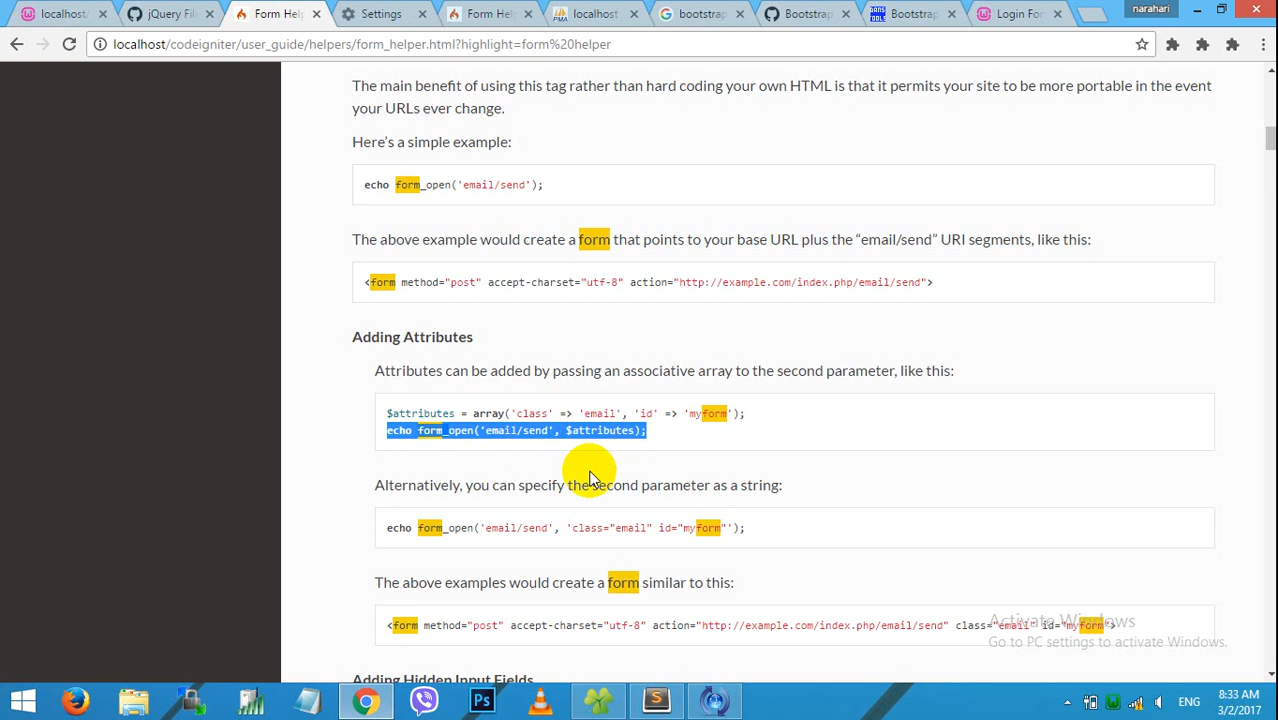 localhost/
jQuery Fil
Form Help
Settings
Form Help
localhost
bootstrap
Bootstrap
Bootstrap
Login For
narahari
localhost/codeigniter/user_guide/helpers/form_helper.html?highlight=form%20helper
The main benefit of using this tag rather than hard coding your own HTML is that it permits your site to be more portable in the event
your URLs ever change.
Here’s a simple example:
echo form_open('email/send');
The above example would create a form that points to your base URL plus the “email/send” URI segments, like this:
<form method="post" accept-charset="utf-8" action="http://example.com/index.php/email/send">
Adding Attributes
Attributes can be added by passing an associative array to the second parameter, like this:
$attributes = array('class' => 'email', 'id' => 'myform');
echo form_open('email/send', $attributes);
Alternatively, you can specify the second parameter as a string:
echo form_open('email/send', 'class="email" id="myform"');
The above examples would create a form similar to this:
<form method="post" accept-charset="utf-8" action="http://example.com/index.php/email/send" class="email" id="myform">
Activate Windows
Go to PC settings to activate Windows.
Adding Hidden Input Fields
Ps
ENG
8:33 AM
3/2/2017